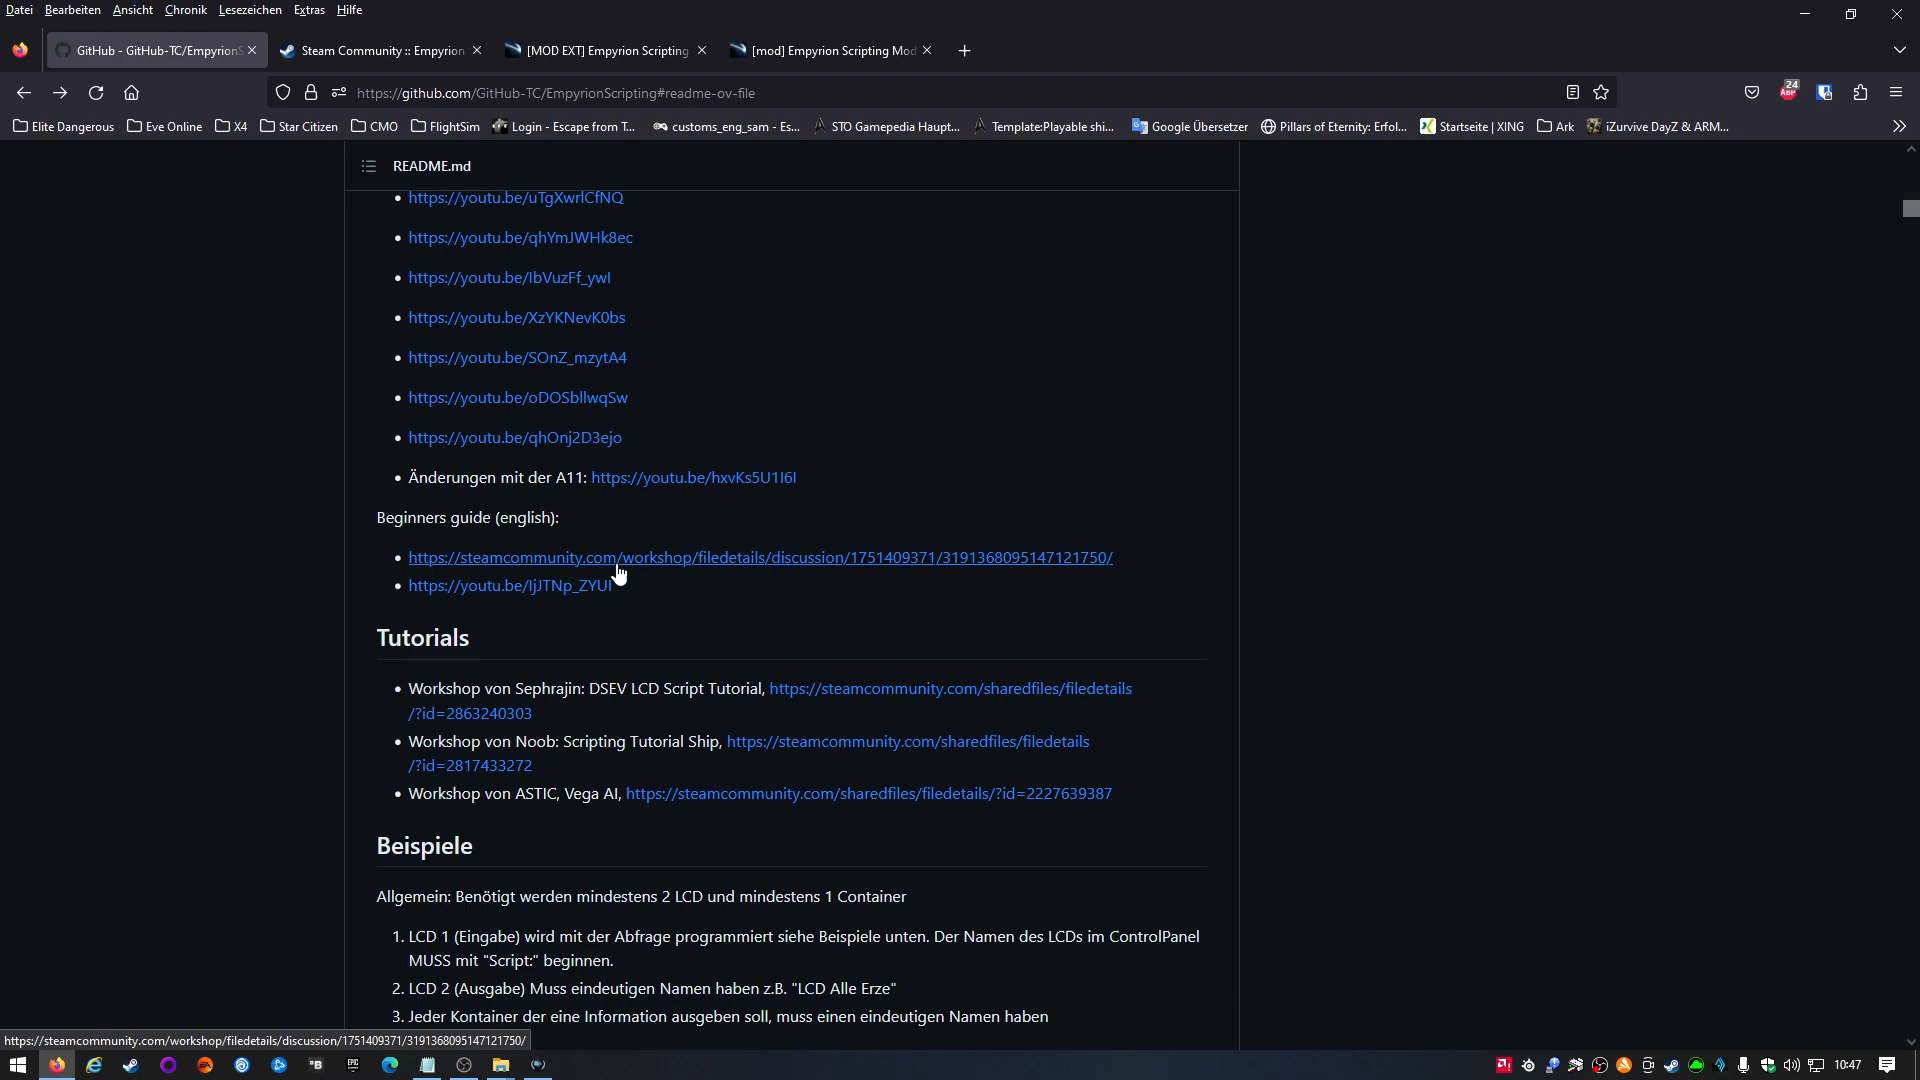 Datei Bearbeiten Ansicht Chronik Lesezeichen Extras Hilfe
GitHub - GitHub-TC/EmpyrionS
Steam Community :: Empyrion
[MOD EXT] Empyrion Scripting
[mod] Empyrion Scripting Mod
https://github.com/GitHub-TC/EmpyrionScripting#readme-ov-file
24
ABP
Elite Dangerous Eve Online X4 Star Citizen CMO FlightSim Login - Escape from T... customs_eng_sam - Es... STO Gamepedia Haupt... Template:Playable shi... Google Übersetzer Pillars of Eternity: Erfol... Startseite | XING Ark iZurvive DayZ & ARM...
README.md
https://youtu.be/uTgXwrlCfNQ
https://youtu.be/qhYmJWHk8ec
https://youtu.be/IbVuzFf_ywI
https://youtu.be/XzYKNevK0bs
https://youtu.be/SOnZ_mzytA4
https://youtu.be/oDOSbllwqSw
https://youtu.be/qhOnj2D3ejo
Änderungen mit der A11: https://youtu.be/hxvKs5U1I6I
Beginners guide (english):
https://steamcommunity.com/workshop/filedetails/discussion/1751409371/3191368095147121750/
https://youtu.be/IjJTNp_ZYUI
Tutorials
Workshop von Sephrajin: DSEV LCD Script Tutorial, https://steamcommunity.com/sharedfiles/filedetails
/?id=2863240303
Workshop von Noob: Scripting Tutorial Ship, https://steamcommunity.com/sharedfiles/filedetails
/?id=2817433272
Workshop von ASTIC, Vega AI, https://steamcommunity.com/sharedfiles/filedetails/?id=2227639387
Beispiele
Allgemein: Benötigt werden mindestens 2 LCD und mindestens 1 Container
1. LCD 1 (Eingabe) wird mit der Abfrage programmiert siehe Beispiele unten. Der Namen des LCDs im ControlPanel
MUSS mit "Script:" beginnen.
2. LCD 2 (Ausgabe) Muss eindeutigen Namen haben z.B. "LCD Alle Erze"
3. Jeder Kontainer der eine Information ausgeben soll, muss einen eindeutigen Namen haben
https://steamcommunity.com/workshop/filedetails/discussion/1751409371/3191368095147121750/
10:47